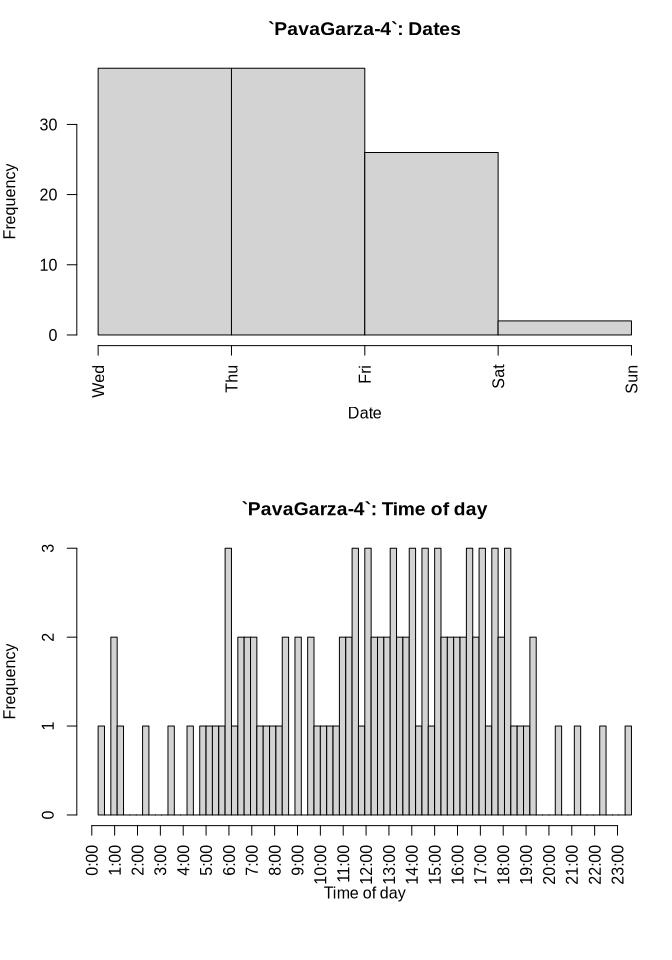 `PavaGarza-4`: Dates
Frequency
30
20
10
0
Wed Thu Fri Sat Sun
Date
`PavaGarza-4`: Time of day
Frequency
3
2
1
0
0:00 1:00 2:00 3:00 4:00 5:00 6:00 7:00 8:00 9:00 10:00 11:00 12:00 13:00 14:00 15:00 16:00 17:00 18:00 19:00 20:00 21:00 22:00 23:00
Time of day